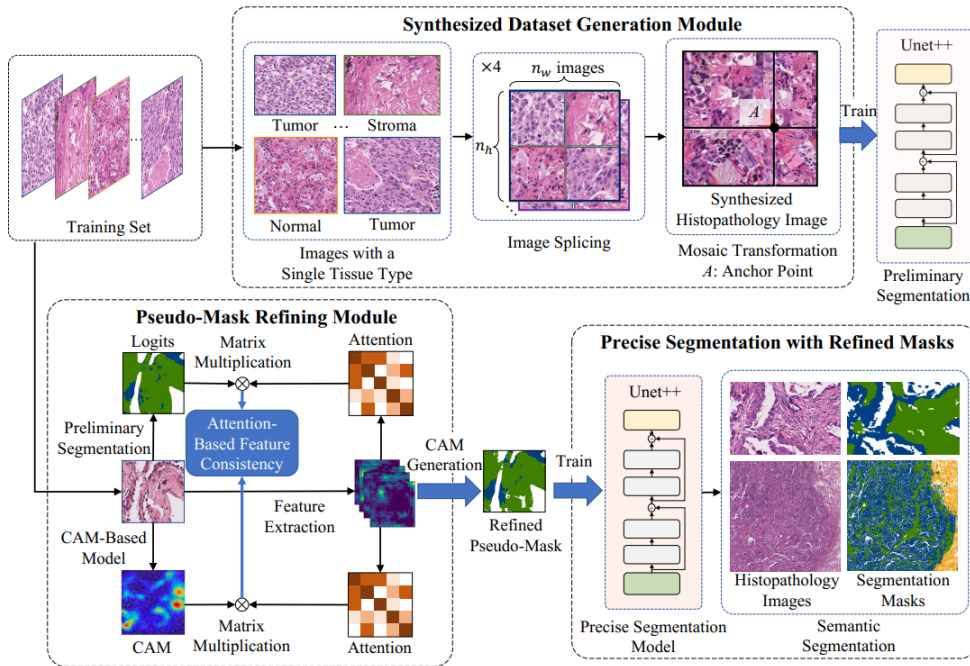 Synthesized Dataset Generation Module
Training Set
Tumor
...
Stroma
Normal
Tumor
Images with a
Single Tissue Type
×4
n_w images
n_h
Image Splicing
A
Synthesized
Histopathology Image
Mosaic Transformation
A: Anchor Point
Train
Unet++
Preliminary
Segmentation
Pseudo-Mask Refining Module
Logits
Matrix
Multiplication
Attention
Preliminary
Segmentation
Attention-
Based Feature
Consistency
CAM-Based
Model
Feature
Extraction
CAM
Matrix
Multiplication
Attention
CAM
Generation
Refined
Pseudo-Mask
Train
Precise Segmentation with Refined Masks
Unet++
Precise Segmentation
Model
Histopathology
Images
Segmentation
Masks
Semantic
Segmentation